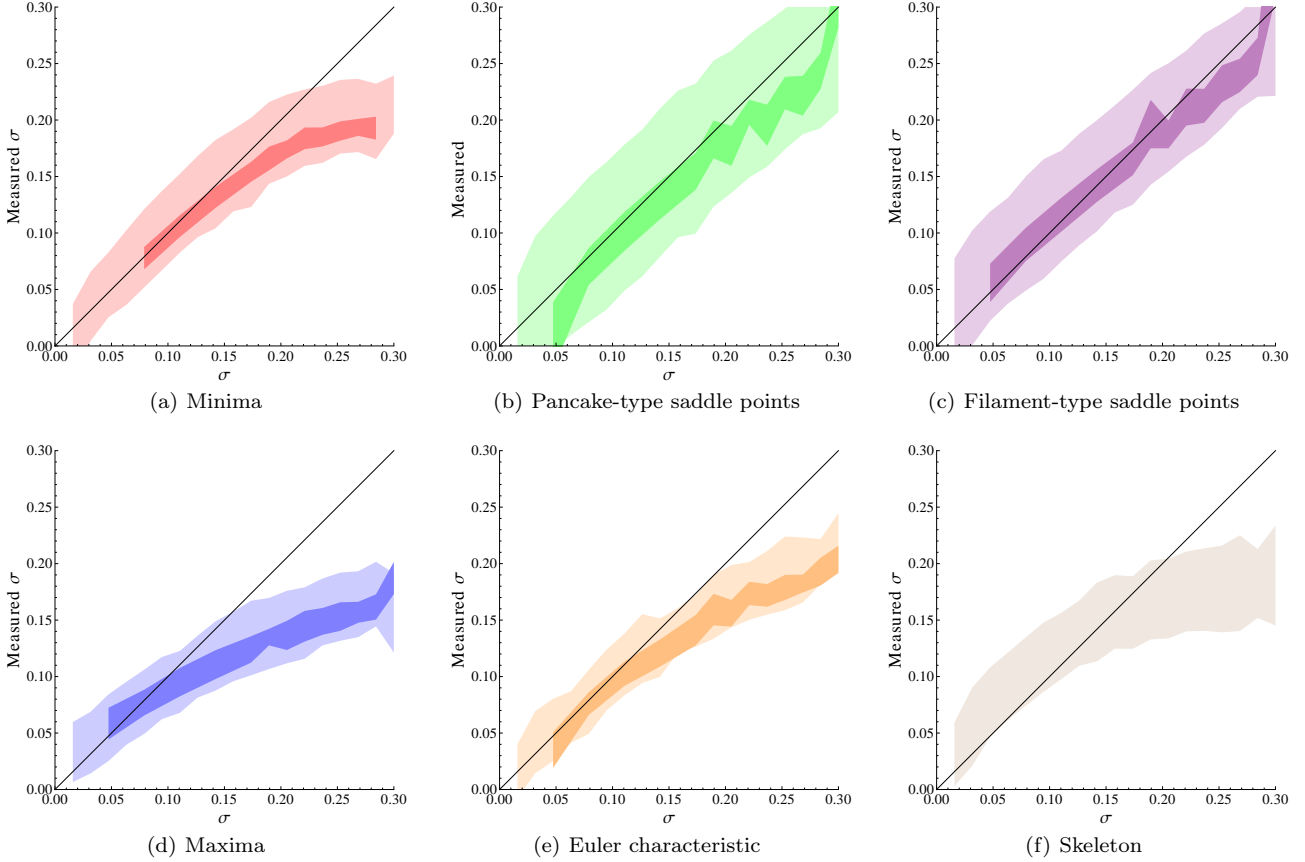 0.30
0.25
0.20
0.15
0.10
0.05
0.00
Measured σ
0.00 0.05 0.10 0.15 0.20 0.25 0.30
σ
(a) Minima
0.30
0.25
0.20
0.15
0.10
0.05
0.00
Measured
0.00 0.05 0.10 0.15 0.20 0.25 0.30
σ
(b) Pancake-type saddle points
0.30
0.25
0.20
0.15
0.10
0.05
0.00
Measured σ
0.00 0.05 0.10 0.15 0.20 0.25 0.30
σ
(c) Filament-type saddle points
0.30
0.25
0.20
0.15
0.10
0.05
0.00
Measured σ
0.00 0.05 0.10 0.15 0.20 0.25 0.30
σ
(d) Maxima
0.30
0.25
0.20
0.15
0.10
0.05
0.00
Measured σ
0.00 0.05 0.10 0.15 0.20 0.25 0.30
σ
(e) Euler characteristic
0.30
0.25
0.20
0.15
0.10
0.05
0.00
Measured σ
0.00 0.05 0.10 0.15 0.20 0.25 0.30
σ
(f) Skeleton